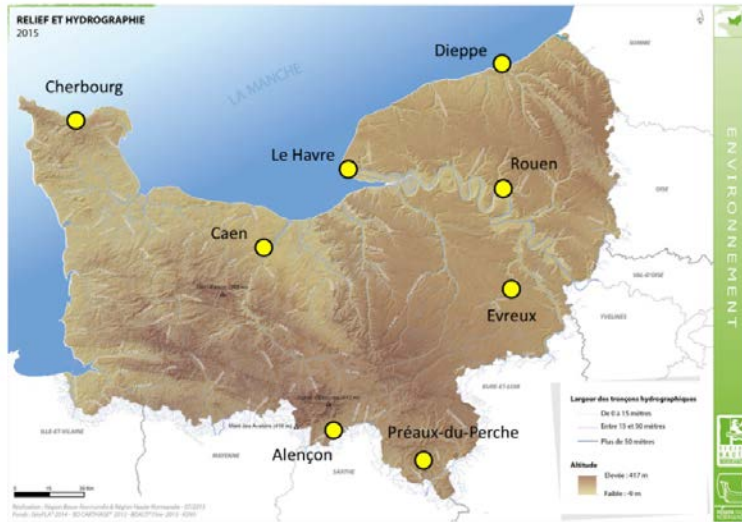 RELIEF ET HYDROGRAPHIE
2015
Dieppe
SOMME
Cherbourg
LA MANCHE
Le Havre
Rouen
OISE
Caen
VAL-D'OISE
Evreux
YVELINES
EURE-ET-LOIR
ILLE-ET-VILAINE
MAYENNE
Alençon
SARTHE
Préaux-du-Perche
Largeur des tronçons hydrographiques
De 0 à 15 mètres
Entre 15 et 50 mètres
Plus de 50 mètres
Altitude
Elevée : 417 m
Faible : -9 m
ENVIRONNEMENT